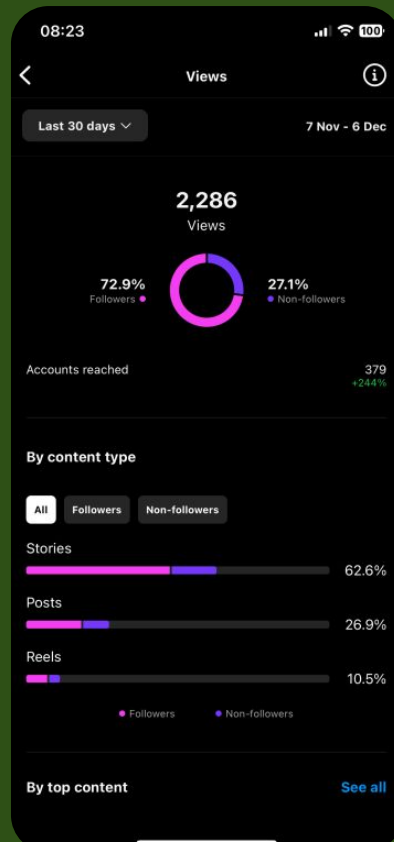 08:23
100
Views
Last 30 days
7 Nov - 6 Dec
2,286
Views
72.9%
Followers
27.1%
Non-followers
Accounts reached
379
+244%
By content type
All
Followers
Non-followers
Stories
62.6%
Posts
26.9%
Reels
10.5%
Followers
Non-followers
By top content
See all